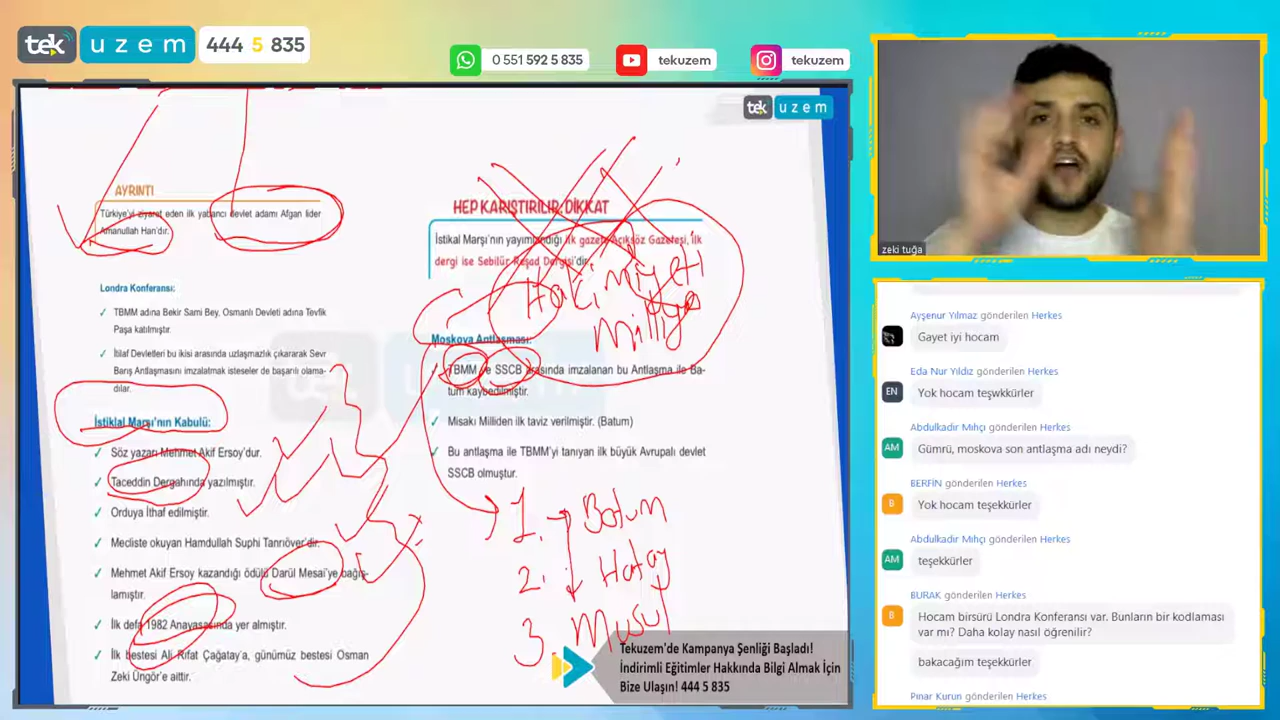 tek uzem 444 5 835
0 551 592 5 835
tekuzem
tekuzem
tek uzem
AYRINTI
Türkiye'yi ziyaret eden ilk yabancı devlet adamı Afgan lider
Amanullah Han'dır.
Londra Konferansı:
✓ TBMM adına Bekir Sami Bey, Osmanlı Devleti adına Tevfik
Paşa katılmıştır.
✓ İtilaf Devletleri bu ikisi arasında uzlaşmazlık çıkararak Sevr
Barış Antlaşmasını imzalatmak isteseler de başarılı olama-
dılar.
İstiklal Marşı'nın Kabulü:
✓ Söz yazarı Mehmet Akif Ersoy'dur.
✓ Taceddin Dergahında yazılmıştır.
✓ Orduya İthaf edilmiştir.
✓ Mecliste okuyan Hamdullah Suphi Tanrıöver'dir.
✓ Mehmet Akif Ersoy kazandığı ödülü Darül Mesai'ye bağış-
lamıştır.
✓ İlk defa 1982 Anayasasında yer almıştır.
✓ İlk bestesi Ali Rıfat Çağatay'a, günümüz bestesi Osman
Zeki Üngör'e aittir.
HEP KARIŞTIRILIR, DİKKAT
İstikal Marşı'nın yayımlandığı ilk gazete Açıksöz Gazetesi, ilk
dergi ise Sebilür Reşad Dergisi'dir.
Hakimiyeti
Milliye
Moskova Antlaşması:
✓ TBMM ve SSCB arasında imzalanan bu Antlaşma ile Ba-
tum kaybedilmiştir.
✓ Misakı Milliden ilk taviz verilmiştir. (Batum)
✓ Bu antlaşma ile TBMM'yi tanıyan ilk büyük Avrupalı devlet
SSCB olmuştur.
1. Batum
2. Hatay
3. Musul
Tekuzem'de Kampanya Şenliği Başladı!
İndirimli Eğitimler Hakkında Bilgi Almak İçin
Bize Ulaşın! 444 5 835
zeki tuğa
Ayşenur Yılmaz gönderilen Herkes
Gayet iyi hocam
Eda Nur Yıldız gönderilen Herkes
EN Yok hocam teşwkkürler
Abdulkadir Mıhçı gönderilen Herkes
AM Gümrü, moskova son antlaşma adı neydi?
BERFİN gönderilen Herkes
B Yok hocam teşekkürler
Abdulkadir Mıhçı gönderilen Herkes
AM teşekkürler
BURAK gönderilen Herkes
B Hocam birsürü Londra Konferansı var. Bunların bir kodlaması
var mı? Daha kolay nasıl öğrenilir?
bakacağım teşekkürler
Pınar Kurun gönderilen Herkes